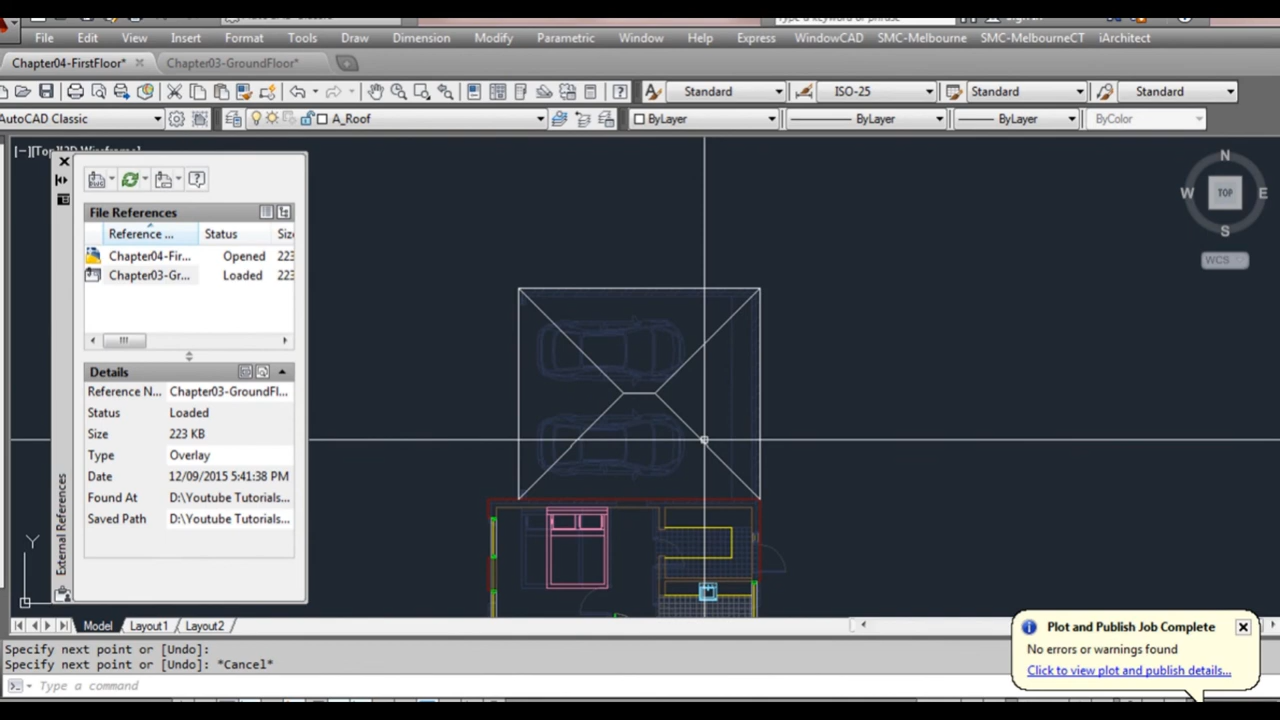 File Edit View Insert Format Tools Draw Dimension Modify Parametric Window Help Express WindowCAD SMC-Melbourne SMC-MelbourneCT iArchitect
Chapter04-FirstFloor* Chapter03-GroundFloor*
Standard ISO-25 Standard Standard
AutoCAD Classic A_Roof ByLayer ByLayer ByLayer ByColor
N
W TOP E
S
WCS
File References
Reference ... Status Siz
Chapter04-Fir... Opened 223
Chapter03-Gr... Loaded 223
Details
Reference N... Chapter03-GroundFl...
Status Loaded
Size 223 KB
Type Overlay
Date 12/09/2015 5:41:38 PM
Found At D:\Youtube Tutorials...
Saved Path D:\Youtube Tutorials...
External References
Y
Model Layout1 Layout2
Plot and Publish Job Complete
No errors or warnings found
Click to view plot and publish details...
Specify next point or [Undo]:
Specify next point or [Undo]: *Cancel*
Type a command